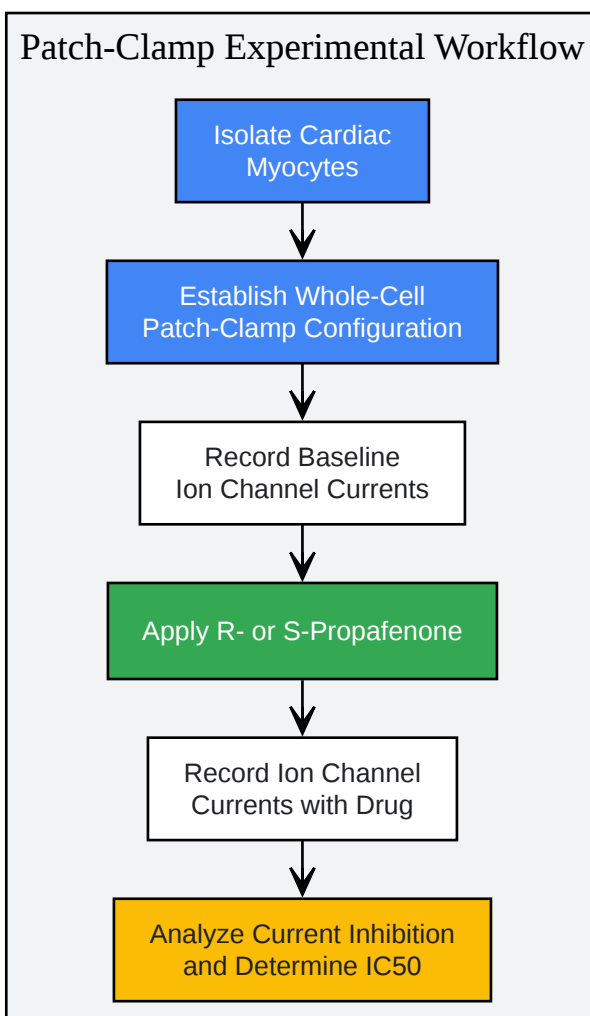 Patch-Clamp Experimental Workflow
Isolate Cardiac
Myocytes
Establish Whole-Cell
Patch-Clamp Configuration
Record Baseline
Ion Channel Currents
Apply R- or S-Propafenone
Record Ion Channel
Currents with Drug
Analyze Current Inhibition
and Determine IC50